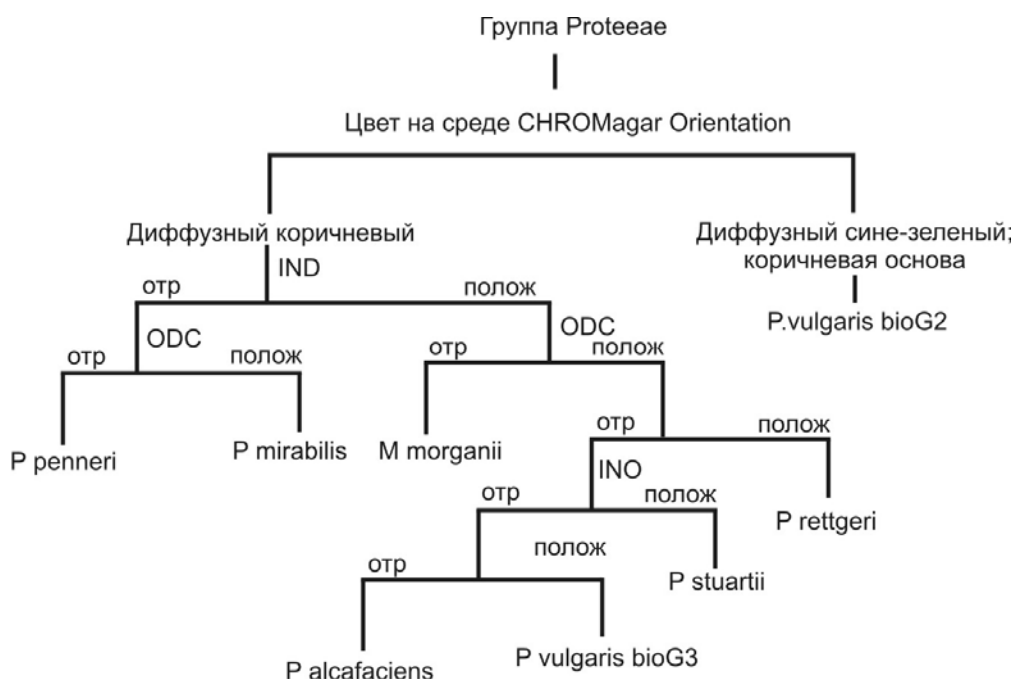 Группа Proteeae
Цвет на среде CHROMagar Orientation
Диффузный коричневый
Диффузный сине-зеленый;
коричневая основа
IND
отр
полож
P.vulgaris bioG2
ODC
ODC
отр
полож
отр
полож
P penneri
P mirabilis
M morganii
отр
полож
INO
отр
полож
P rettgeri
отр
полож
P stuartii
P alcafaciens
P vulgaris bioG3